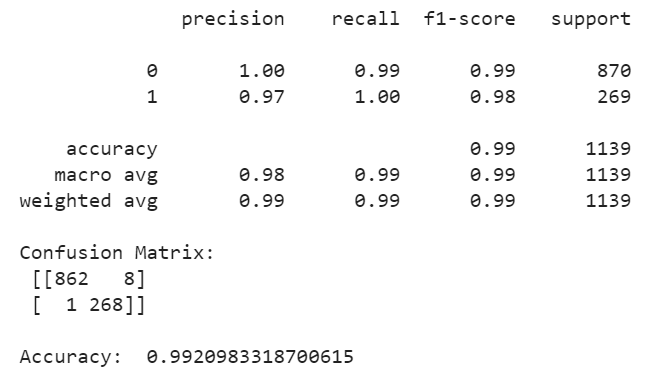 precision    recall  f1-score   support

           0       1.00      0.99      0.99       870
           1       0.97      1.00      0.98       269

    accuracy                           0.99      1139
   macro avg       0.98      0.99      0.99      1139
weighted avg       0.99      0.99      0.99      1139

Confusion Matrix:
 [[862   8]
 [  1 268]]

Accuracy:  0.9920983318700615